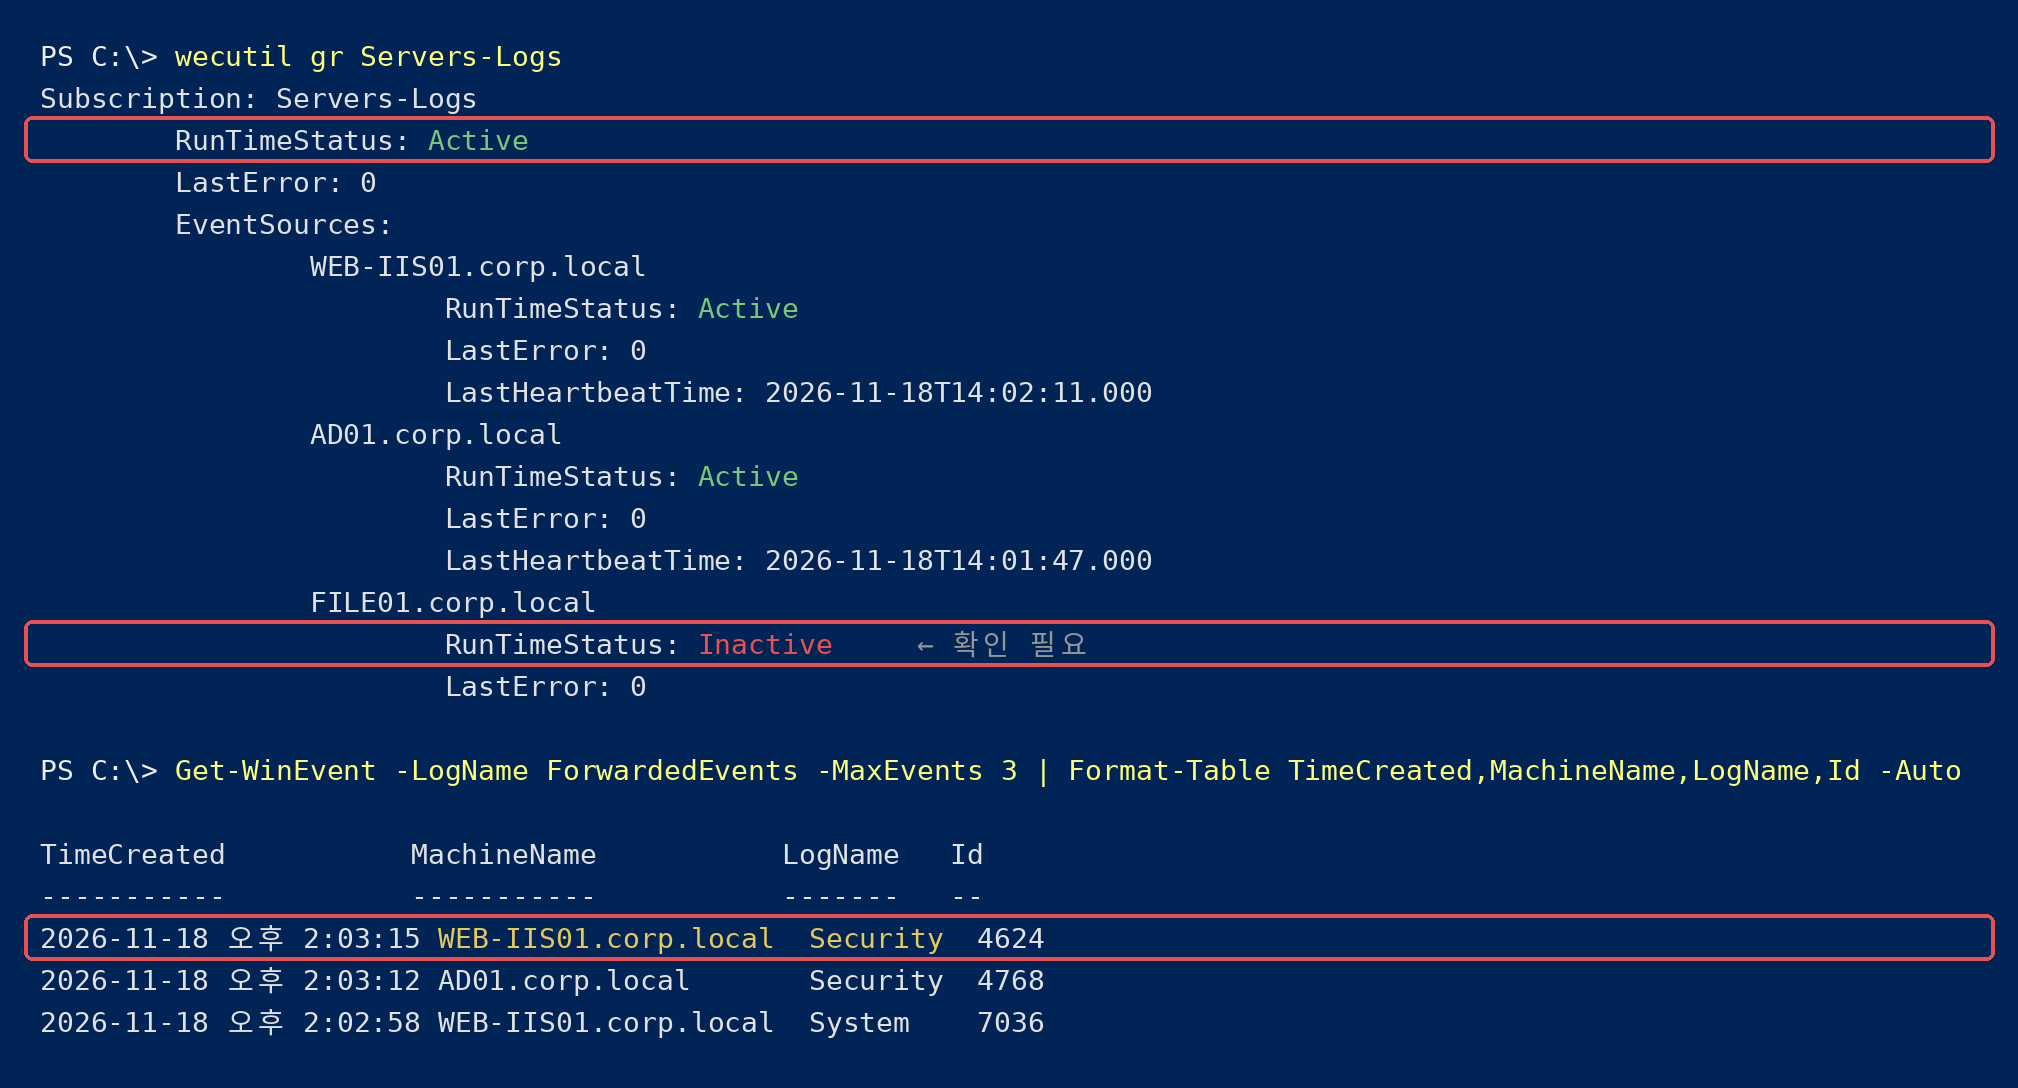 PS C:\> wecutil gr Servers-Logs
Subscription: Servers-Logs
RunTimeStatus: Active
LastError: 0
EventSources:
WEB-IIS01.corp.local
RunTimeStatus: Active
LastError: 0
LastHeartbeatTime: 2026-11-18T14:02:11.000
AD01.corp.local
RunTimeStatus: Active
LastError: 0
LastHeartbeatTime: 2026-11-18T14:01:47.000
FILE01.corp.local
RunTimeStatus: Inactive ← 확인 필요
LastError: 0
PS C:\> Get-WinEvent -LogName ForwardedEvents -MaxEvents 3 | Format-Table TimeCreated,MachineName,LogName,Id -Auto
TimeCreated MachineName LogName Id
----------- ----------- ------- --
2026-11-18 오후 2:03:15 WEB-IIS01.corp.local Security 4624
2026-11-18 오후 2:03:12 AD01.corp.local Security 4768
2026-11-18 오후 2:02:58 WEB-IIS01.corp.local System 7036